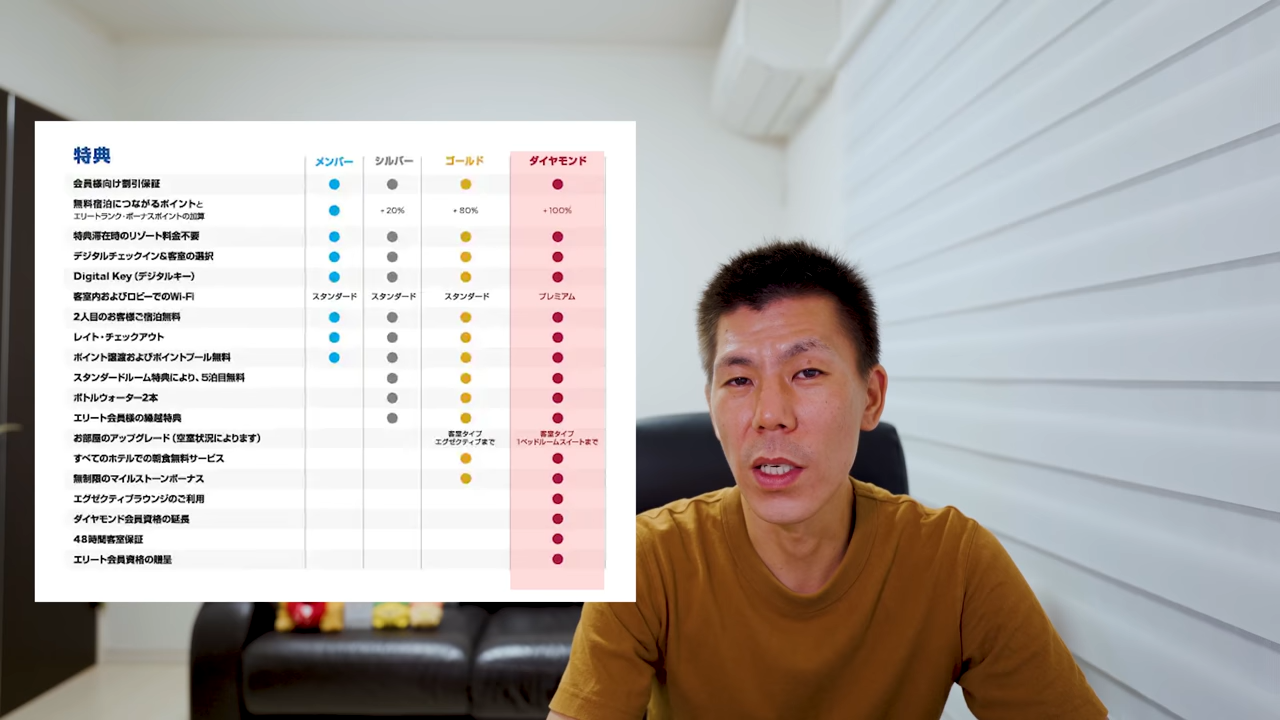 特典
メンバー シルバー ゴールド ダイヤモンド
会員様向け割引保証
無料宿泊につながるポイントと
エリートランク・ボーナスポイントの加算 +20% +80% +100%
特典滞在時のリゾート料金不要
デジタルチェックイン&客室の選択
Digital Key (デジタルキー)
客室内およびロビーでのWi-Fi スタンダード スタンダード スタンダード プレミアム
2人目のお客様ご宿泊無料
レイト・チェックアウト
ポイント譲渡およびポイントプール無料
スタンダードルーム特典により、5泊目無料
ボトルウォーター2本
エリート会員様の繰越特典
お部屋のアップグレード (空室状況によります) 客室タイプ エグゼクティブまで 客室タイプ 1ベッドルームスイートまで
すべてのホテルでの朝食無料サービス
無制限のマイルストーンボーナス
エグゼクティブラウンジのご利用
ダイヤモンド会員資格の延長
48時間客室保証
エリート会員資格の贈呈